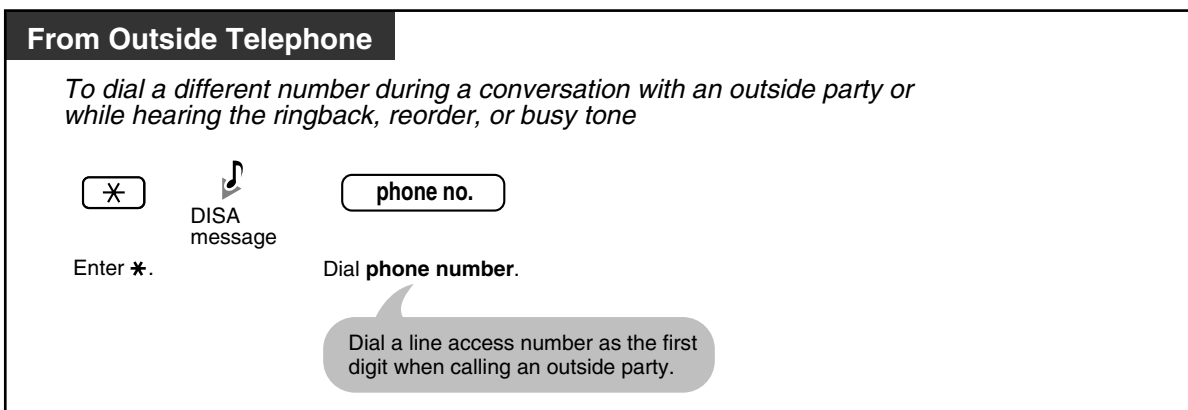 From Outside Telephone
To dial a different number during a conversation with an outside party or
while hearing the ringback, reorder, or busy tone
phone no.
DISA
message
Enter ✱.
Dial phone number.
Dial a line access number as the first
digit when calling an outside party.